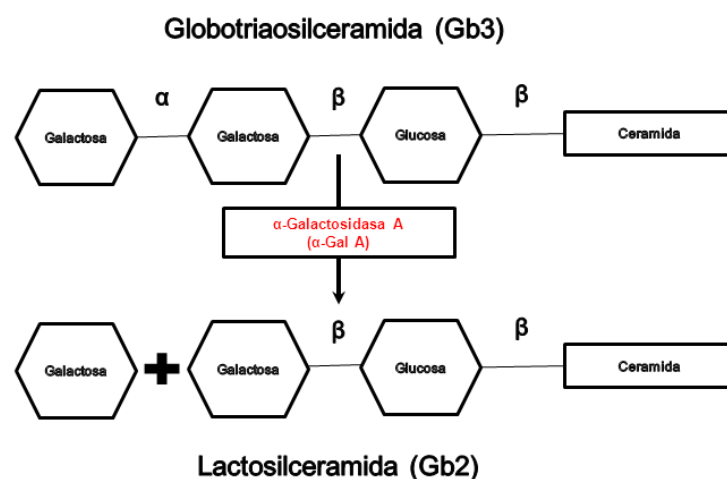 Globotriaosilceramida (Gb3)
α β β
Galactosa Galactosa Glucosa Ceramida
α-Galactosidasa A
(α-Gal A)
β β
Galactosa + Galactosa Glucosa Ceramida
Lactosilceramida (Gb2)